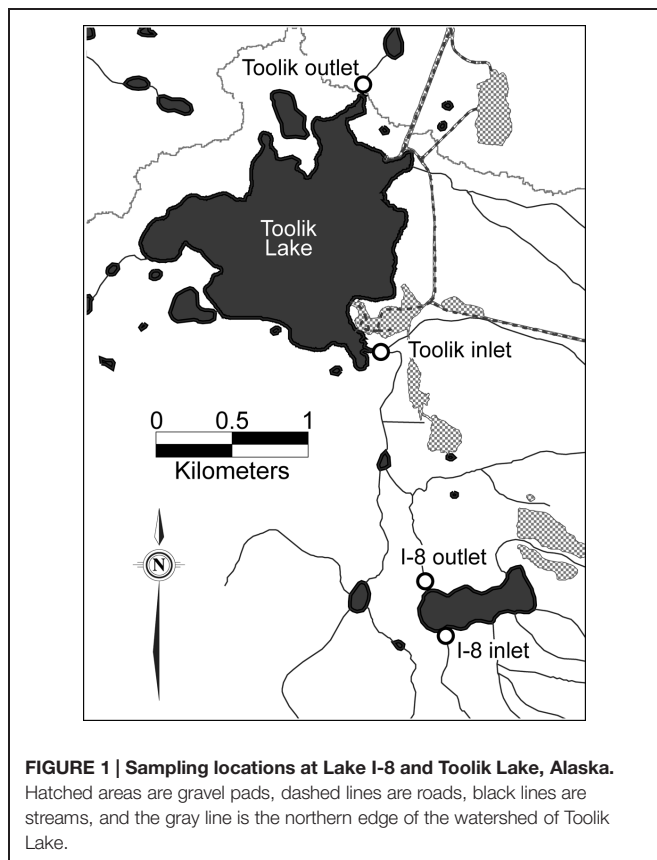 Toolik outlet
Toolik
Lake
Toolik inlet
0 0.5 1
Kilometers
N
I-8 outlet
I-8 inlet
FIGURE 1 | Sampling locations at Lake I-8 and Toolik Lake, Alaska.
Hatched areas are gravel pads, dashed lines are roads, black lines are
streams, and the gray line is the northern edge of the watershed of Toolik
Lake.